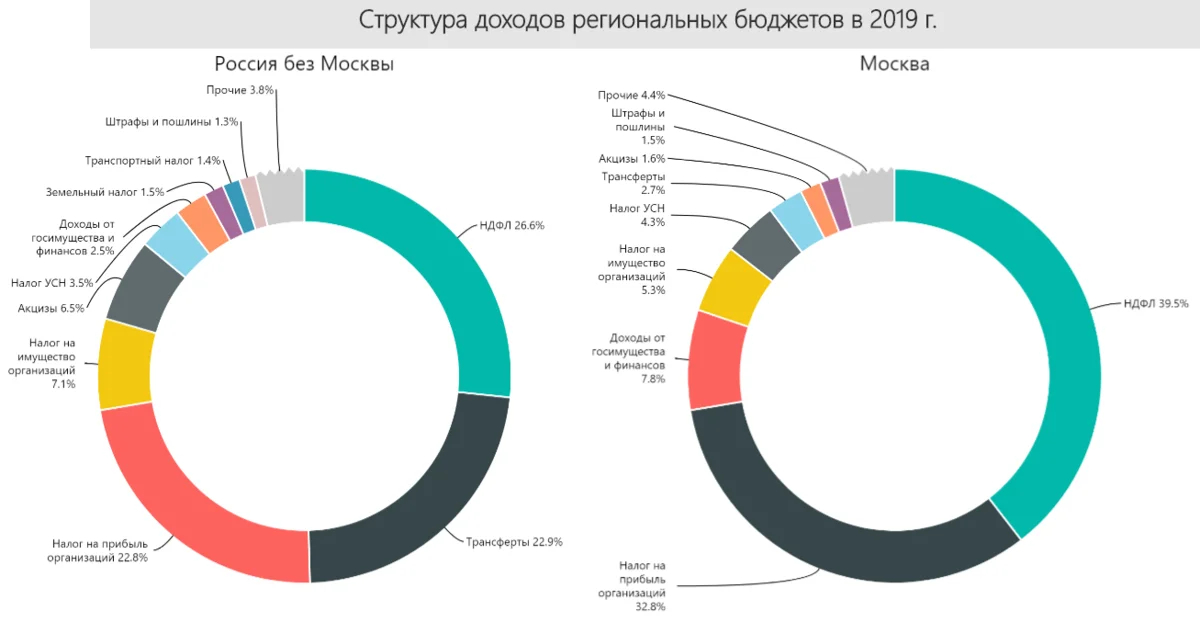 Структура доходов региональных бюджетов в 2019 г.
Россия без Москвы
Прочие 3.8%
Штрафы и пошлины 1.3%
Транспортный налог 1.4%
Земельный налог 1.5%
Доходы от
госимущества и
финансов 2.5%
Налог УСН 3.5%
Акцизы 6.5%
Налог на
имущество
организаций
7.1%
Налог на прибыль
организаций 22.8%
НДФЛ 26.6%
Трансферты 22.9%
Москва
Прочие 4.4%
Штрафы и
пошлины
1.5%
Акцизы 1.6%
Трансферты
2.7%
Налог УСН
4.3%
Налог на
имущество
организаций
5.3%
Доходы от
госимущества
и финансов
7.8%
Налог на
прибыль
организаций
32.8%
НДФЛ 39.5%